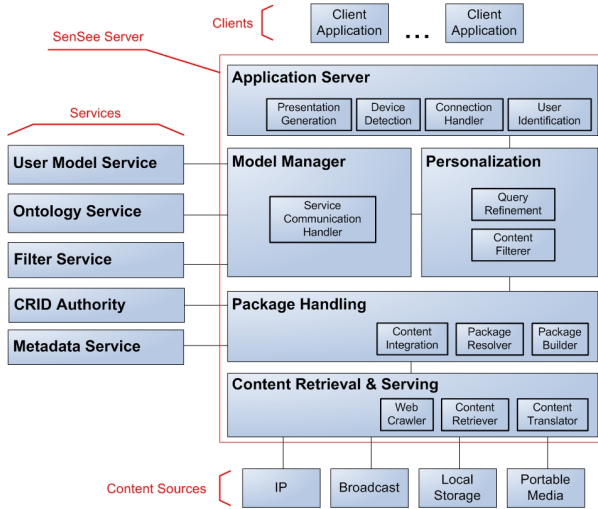 Clients
Client
Application
...
Client
Application
SenSee Server
Application Server
Presentation
Generation
Device
Detection
Connection
Handler
User
Identification
Services
User Model Service
Ontology Service
Filter Service
CRID Authority
Metadata Service
Model Manager
Service
Communication
Handler
Personalization
Query
Refinement
Content
Filterer
Package Handling
Content
Integration
Package
Resolver
Package
Builder
Content Retrieval & Serving
Web
Crawler
Content
Retriever
Content
Translator
Content Sources
IP
Broadcast
Local
Storage
Portable
Media